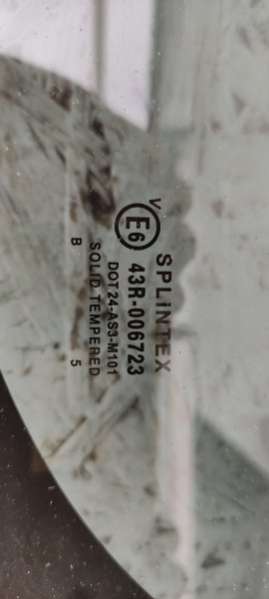 SPLiNTEX
V
E6 43R-006723
DOT24-AS3-M101
SOLID TEMPERED
B 5